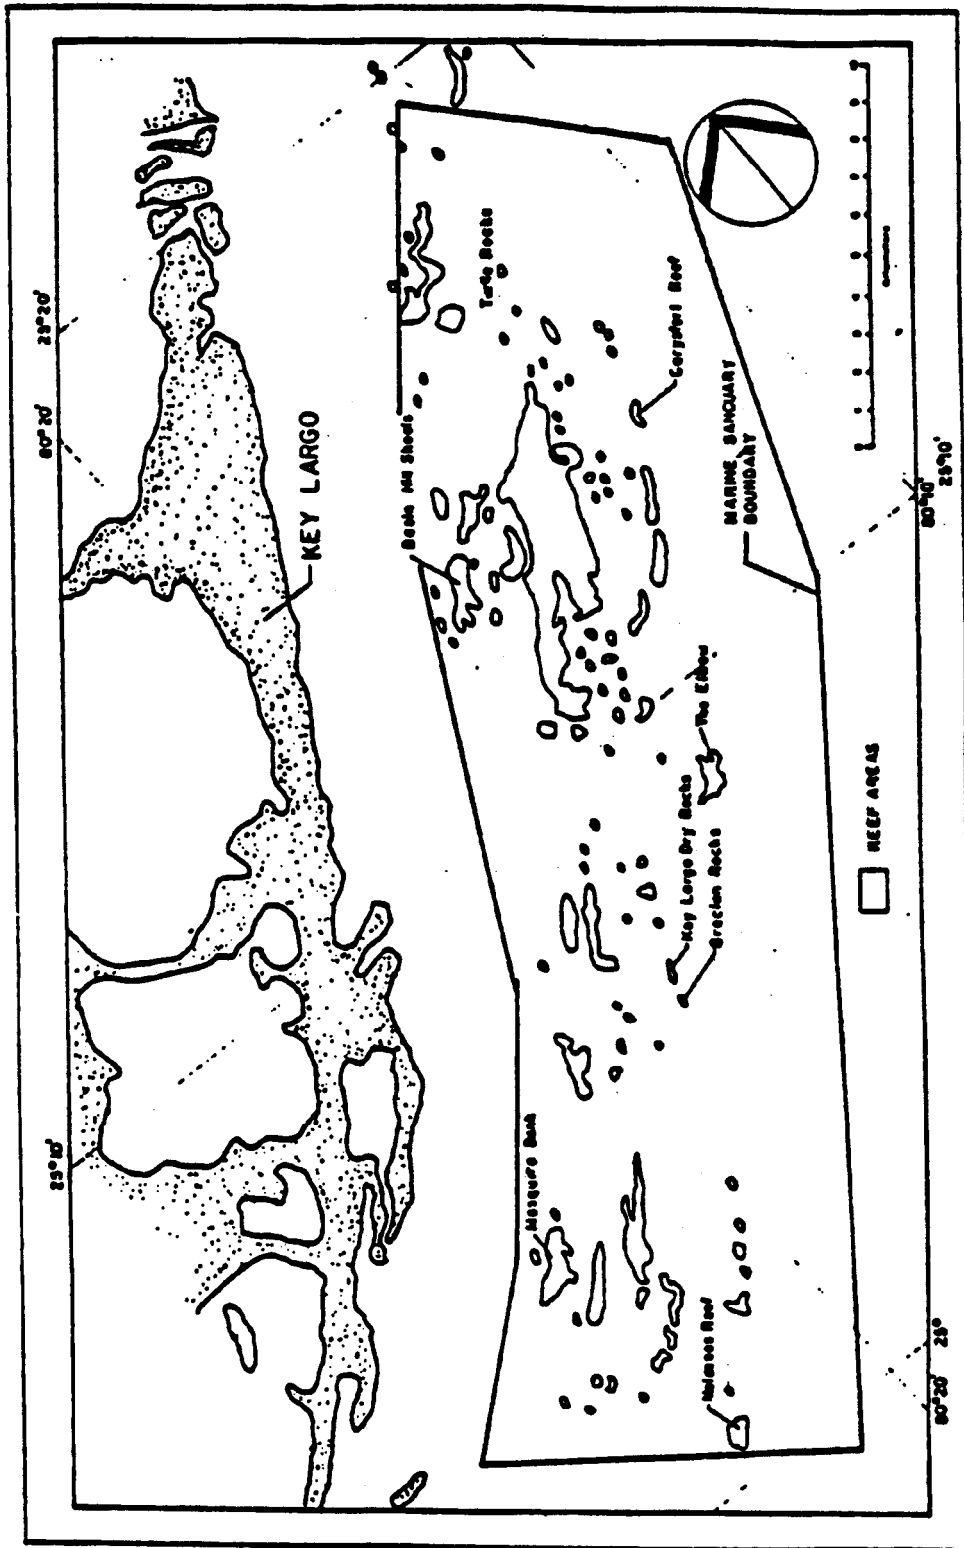 25°20'
80°20'
KEY LARGO
25°10'
Turtle Rocks
Carysfort Reef
Basin Hill Shoals
MARINE SANCUARY
BOUNDARY
The Elbow
Key Largo Dry Rocks
Grecian Rocks
Mosquito Bank
Molasses Reef
REEF AREAS
80°10'
25°10'
25°
80°20'